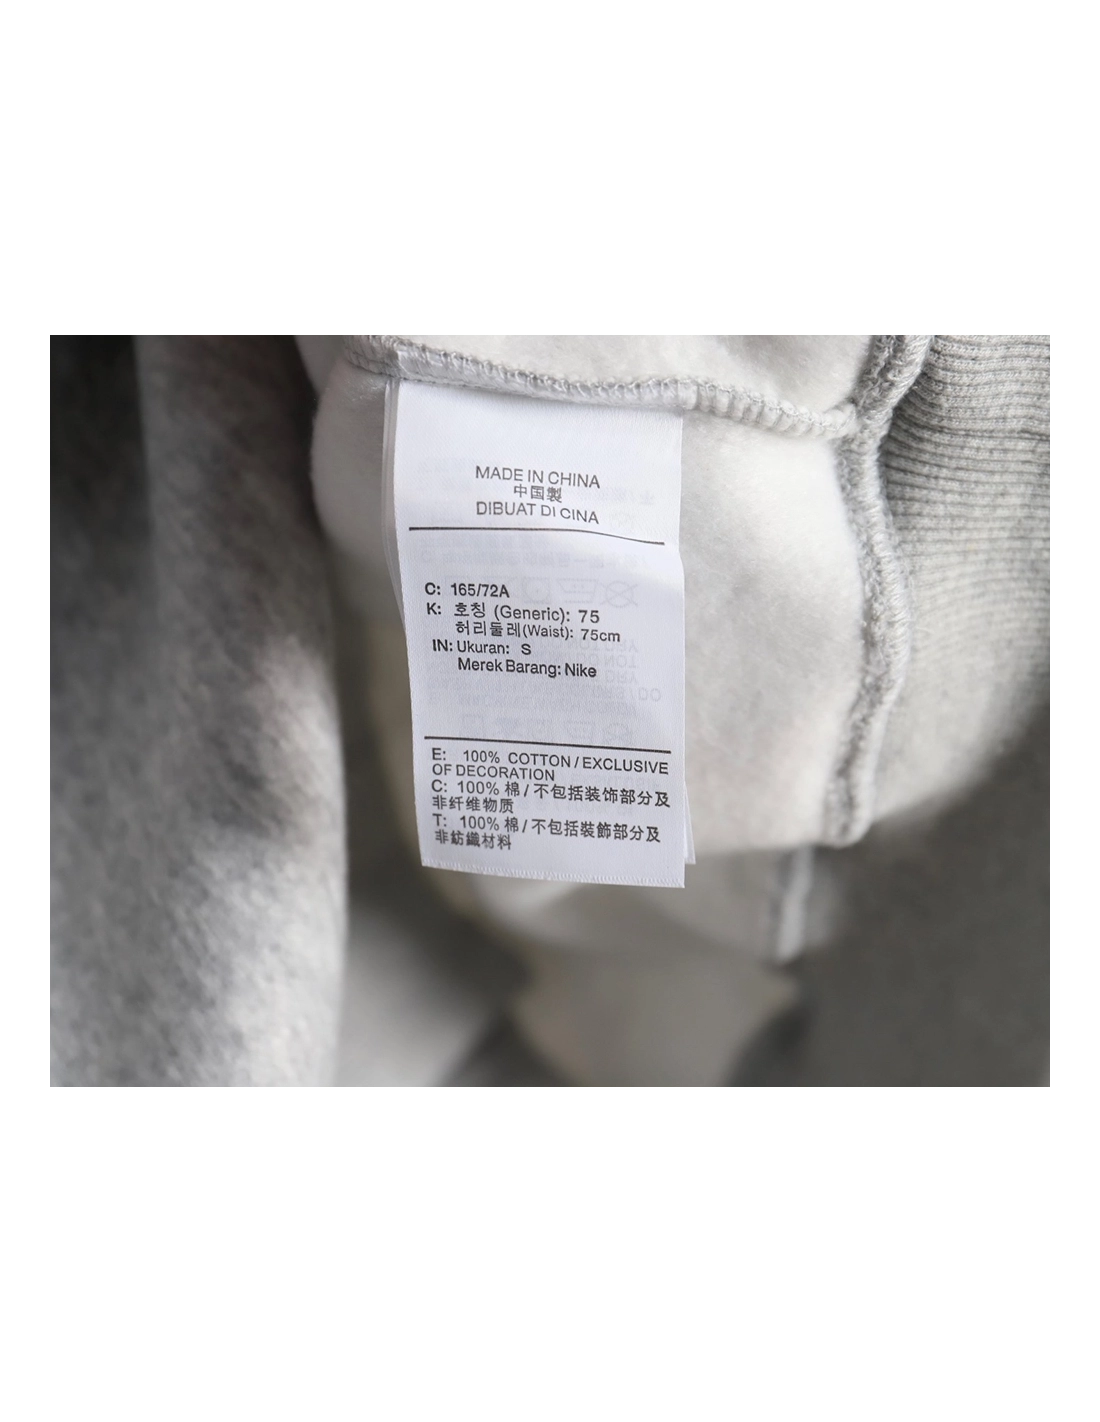 MADE IN CHINA
中国製
DIBUAT DI CINA
C: 165/72A
K: 호칭 (Generic): 75
허리둘레(Waist): 75cm
IN: Ukuran: S
Merek Barang: Nike
E: 100% COTTON / EXCLUSIVE
OF DECORATION
C: 100% 棉 / 不包括装饰部分及
非纤维物质
T: 100% 棉 / 不包括裝飾部分及
非紡織材料